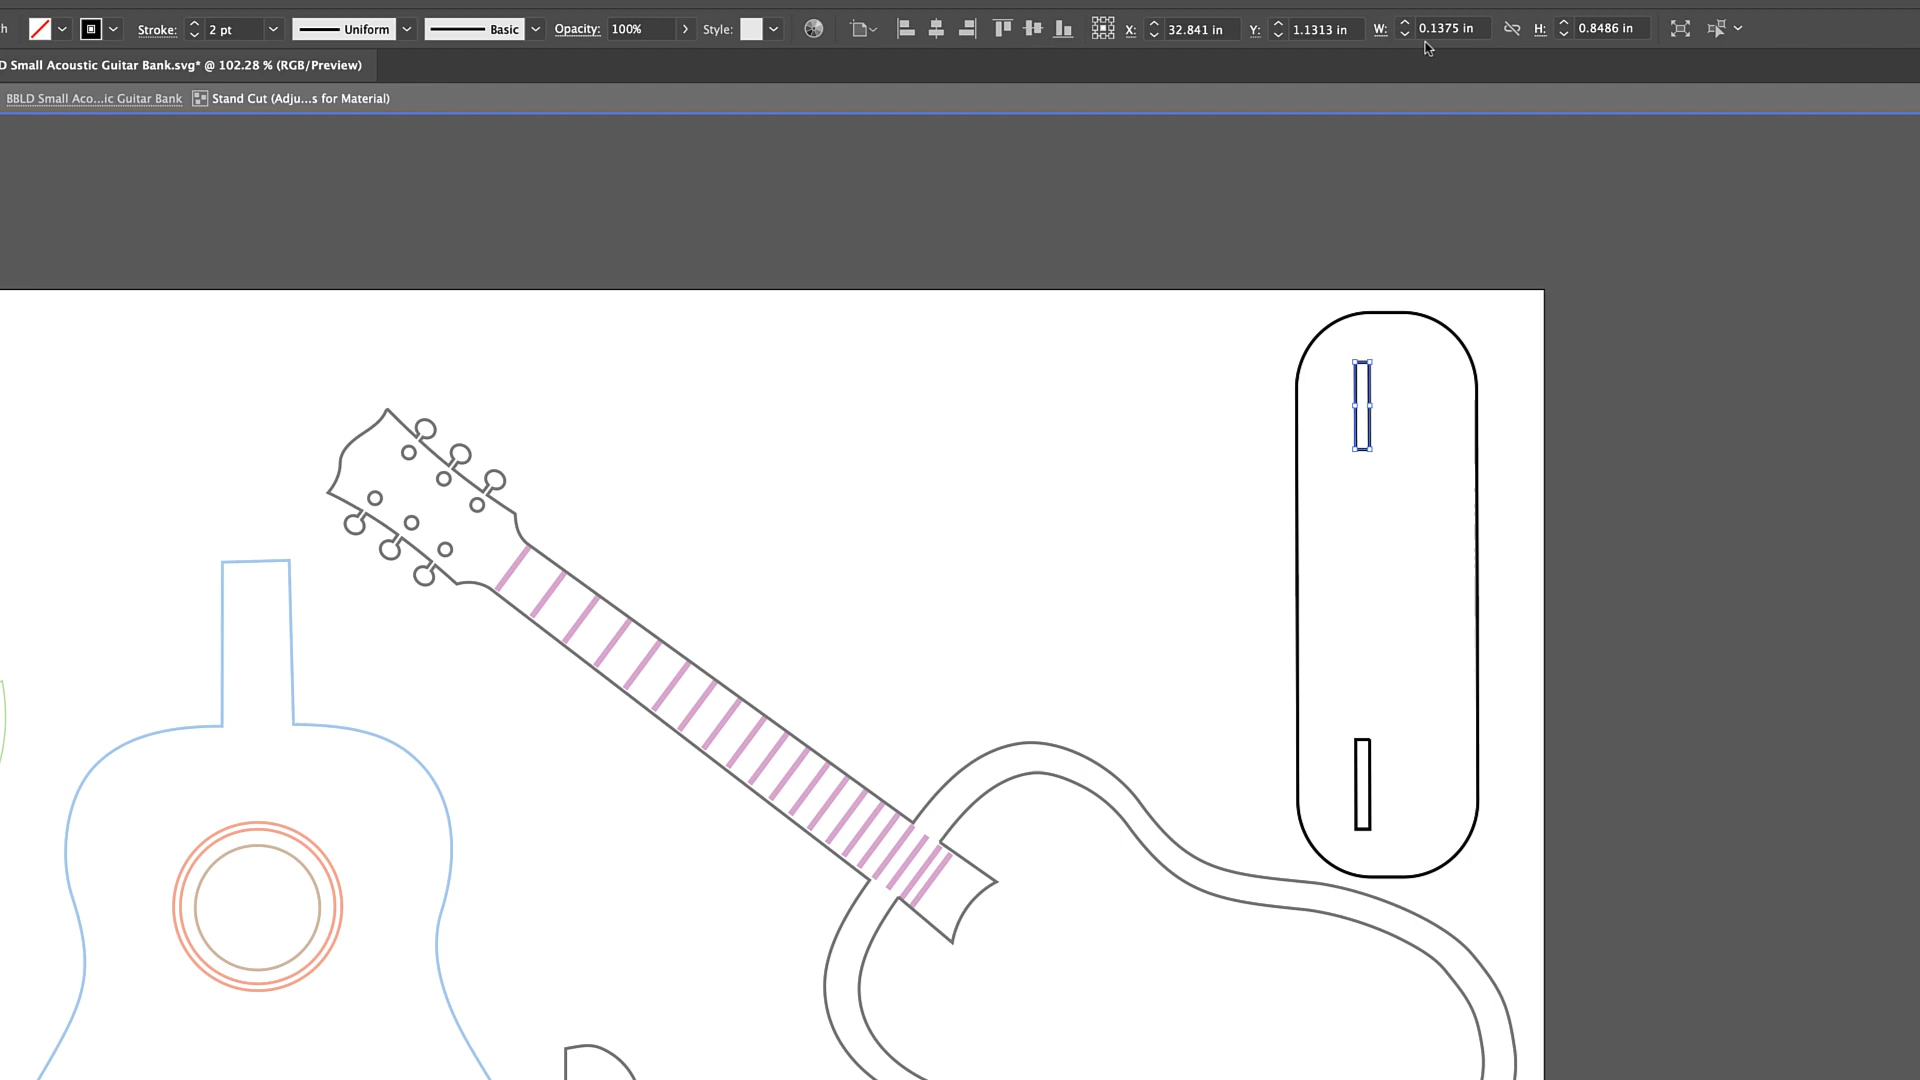 h Stroke: 2 pt Uniform Basic Opacity: 100% Style: X: 32.841 in Y: 1.1313 in W: 0.1375 in H: 0.8486 in
D Small Acoustic Guitar Bank.svg* @ 102.28 % (RGB/Preview)
BBLD Small Aco...ic Guitar Bank Stand Cut (Adju...s for Material)